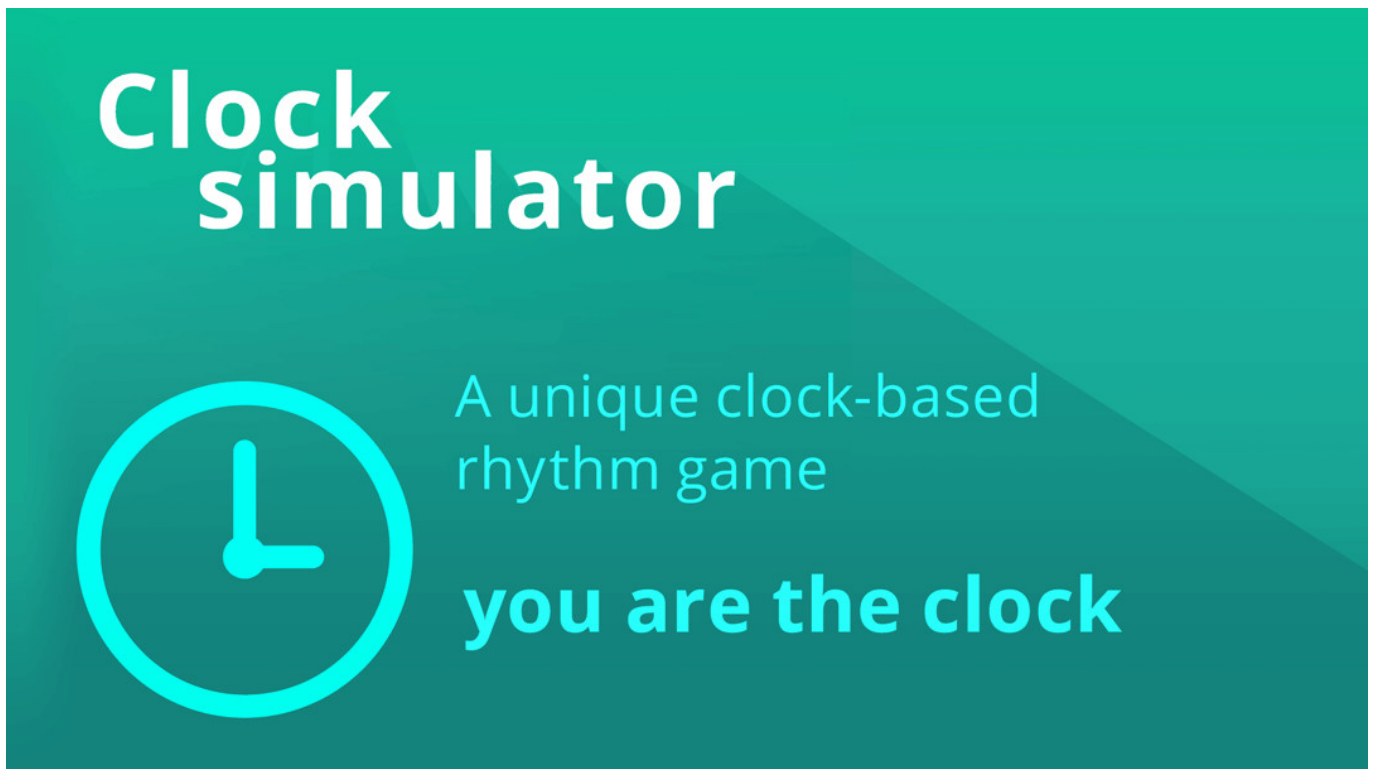 Clock
simulator
A unique clock-based
rhythm game
you are the clock